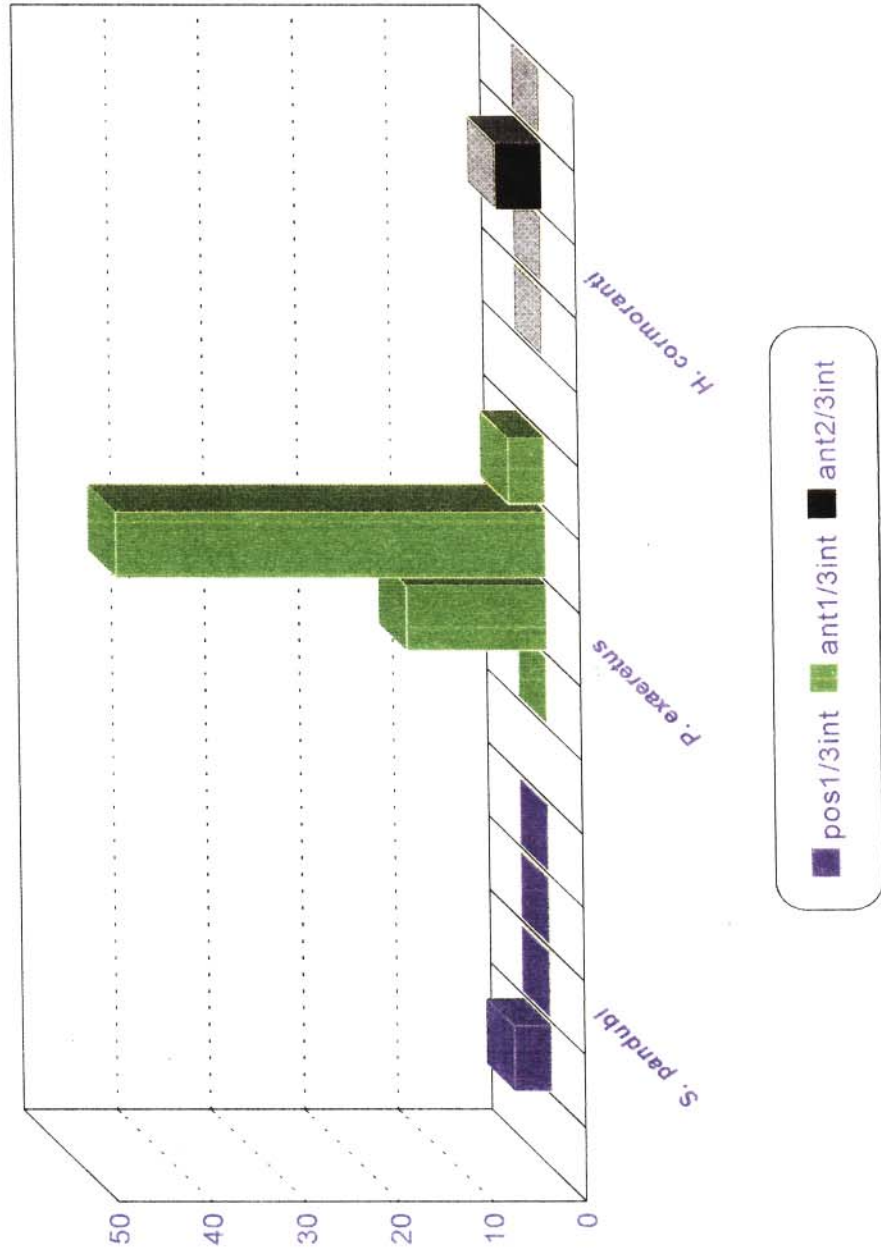 50
40
30
20
10
0
S. pandubi
P. exaeretus
H. cormoranti
pos1/3int ant1/3int ant2/3int